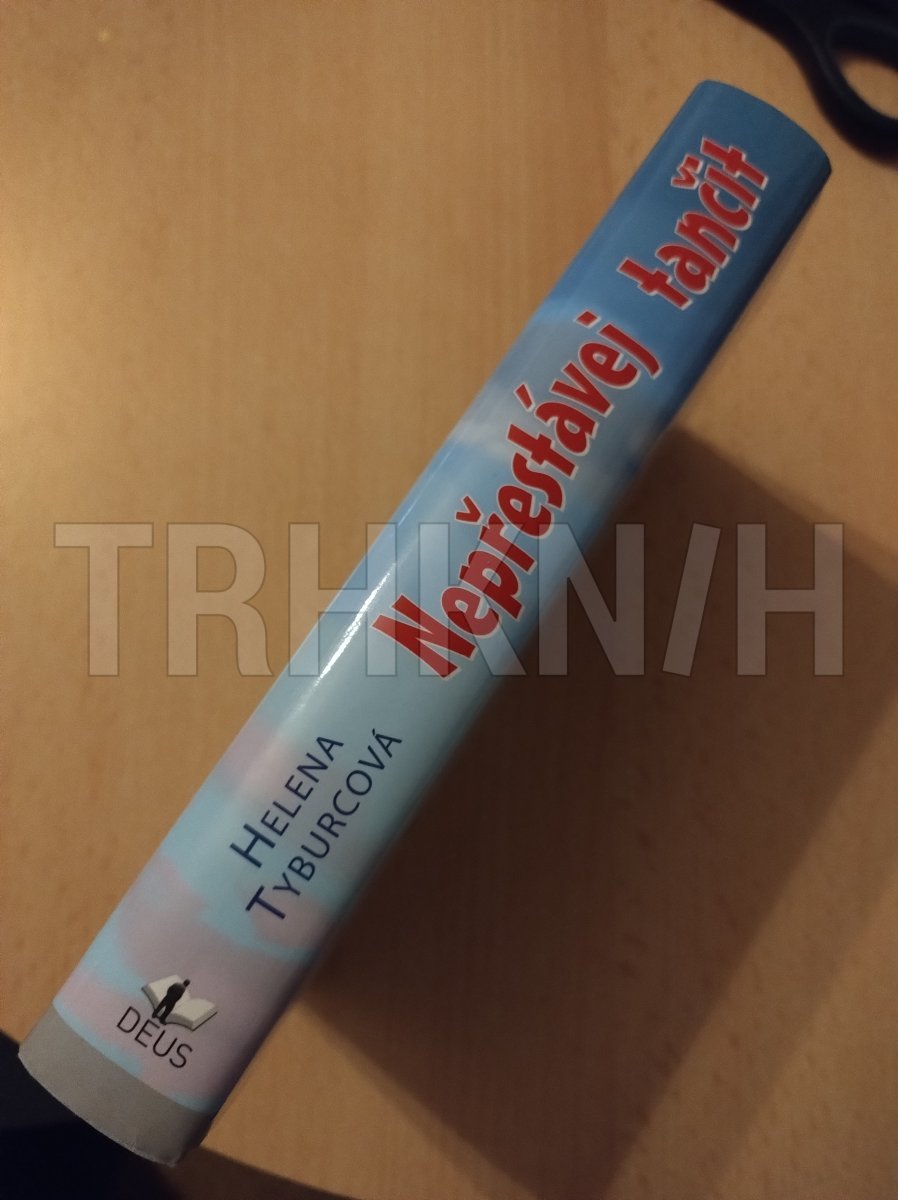 Nepřestávej tančit
HELENA
TYBURCOVÁ
DEUS
TRHKNIH